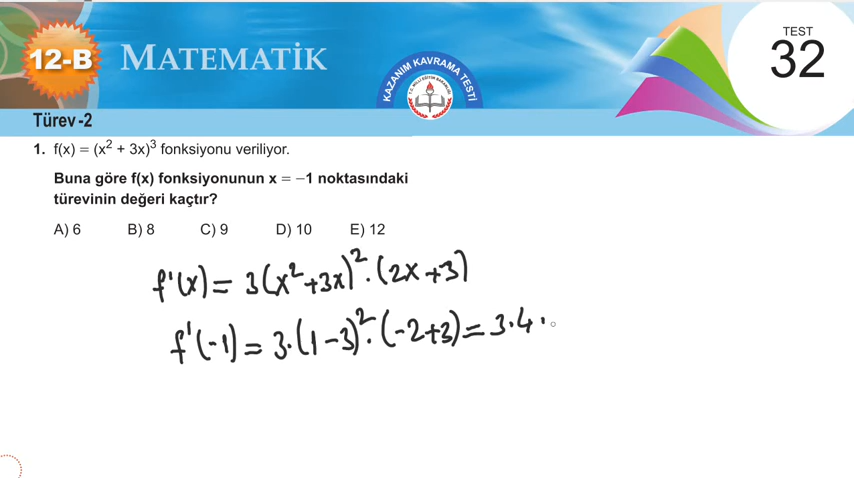 12-B
MATEMATİK
KAZANIM KAVRAMA TESTİ
TEST
32
Türev-2
1. f(x) = (x² + 3x)³ fonksiyonu veriliyor.
Buna göre f(x) fonksiyonunun x = −1 noktasındaki
türevinin değeri kaçtır?
A) 6 B) 8 C) 9 D) 10 E) 12
f'(x) = 3(x²+3x)²·(2x+3)
f'(-1) = 3·(1-3)²·(-2+3) = 3·4·